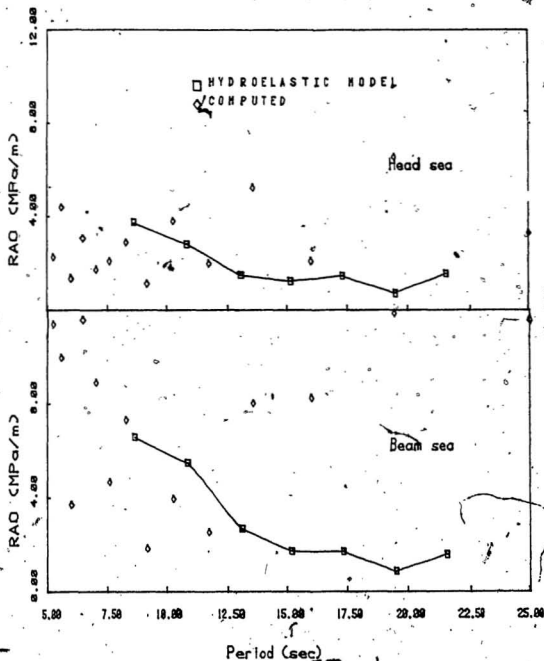 12.00
HYDROELASTIC MODEL
COMPUTED
8.00
Head sea
4.00
RAO (MPa/m)
8.00
Beam sea
4.00
RAO (MPa/m)
0.00
5.00 7.50 10.00 12.50 15.00 17.50 20.00 22.50 25.00
Period (sec)